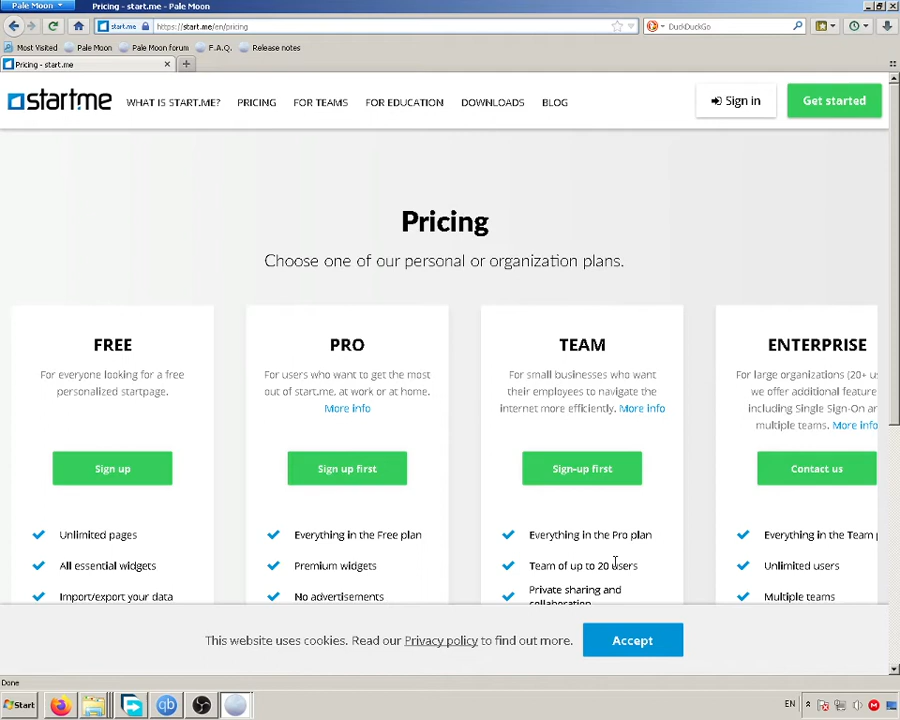 Pale Moon
Pricing - start.me - Pale Moon
start.me
https://start.me/en/pricing
DuckDuckGo
Most Visited
Pale Moon
Pale Moon forum
F.A.Q.
Release notes
Pricing - start.me
start.me
WHAT IS START.ME?
PRICING
FOR TEAMS
FOR EDUCATION
DOWNLOADS
BLOG
Sign in
Get started
Pricing
Choose one of our personal or organization plans.
FREE
For everyone looking for a free
personalized startpage.
Sign up
Unlimited pages
All essential widgets
Import/export your data
PRO
For users who want to get the most
out of start.me, at work or at home.
More info
Sign up first
Everything in the Free plan
Premium widgets
No advertisements
TEAM
For small businesses who want
their employees to navigate the
internet more efficiently. More info
Sign-up first
Everything in the Pro plan
Team of up to 20 users
Private sharing and
collaboration
ENTERPRISE
For large organizations (20+ u
we offer additional feature
including Single Sign-On an
multiple teams. More info
Contact us
Everything in the Team p
Unlimited users
Multiple teams
This website uses cookies. Read our Privacy policy to find out more.
Accept
Done
Start
qb
EN